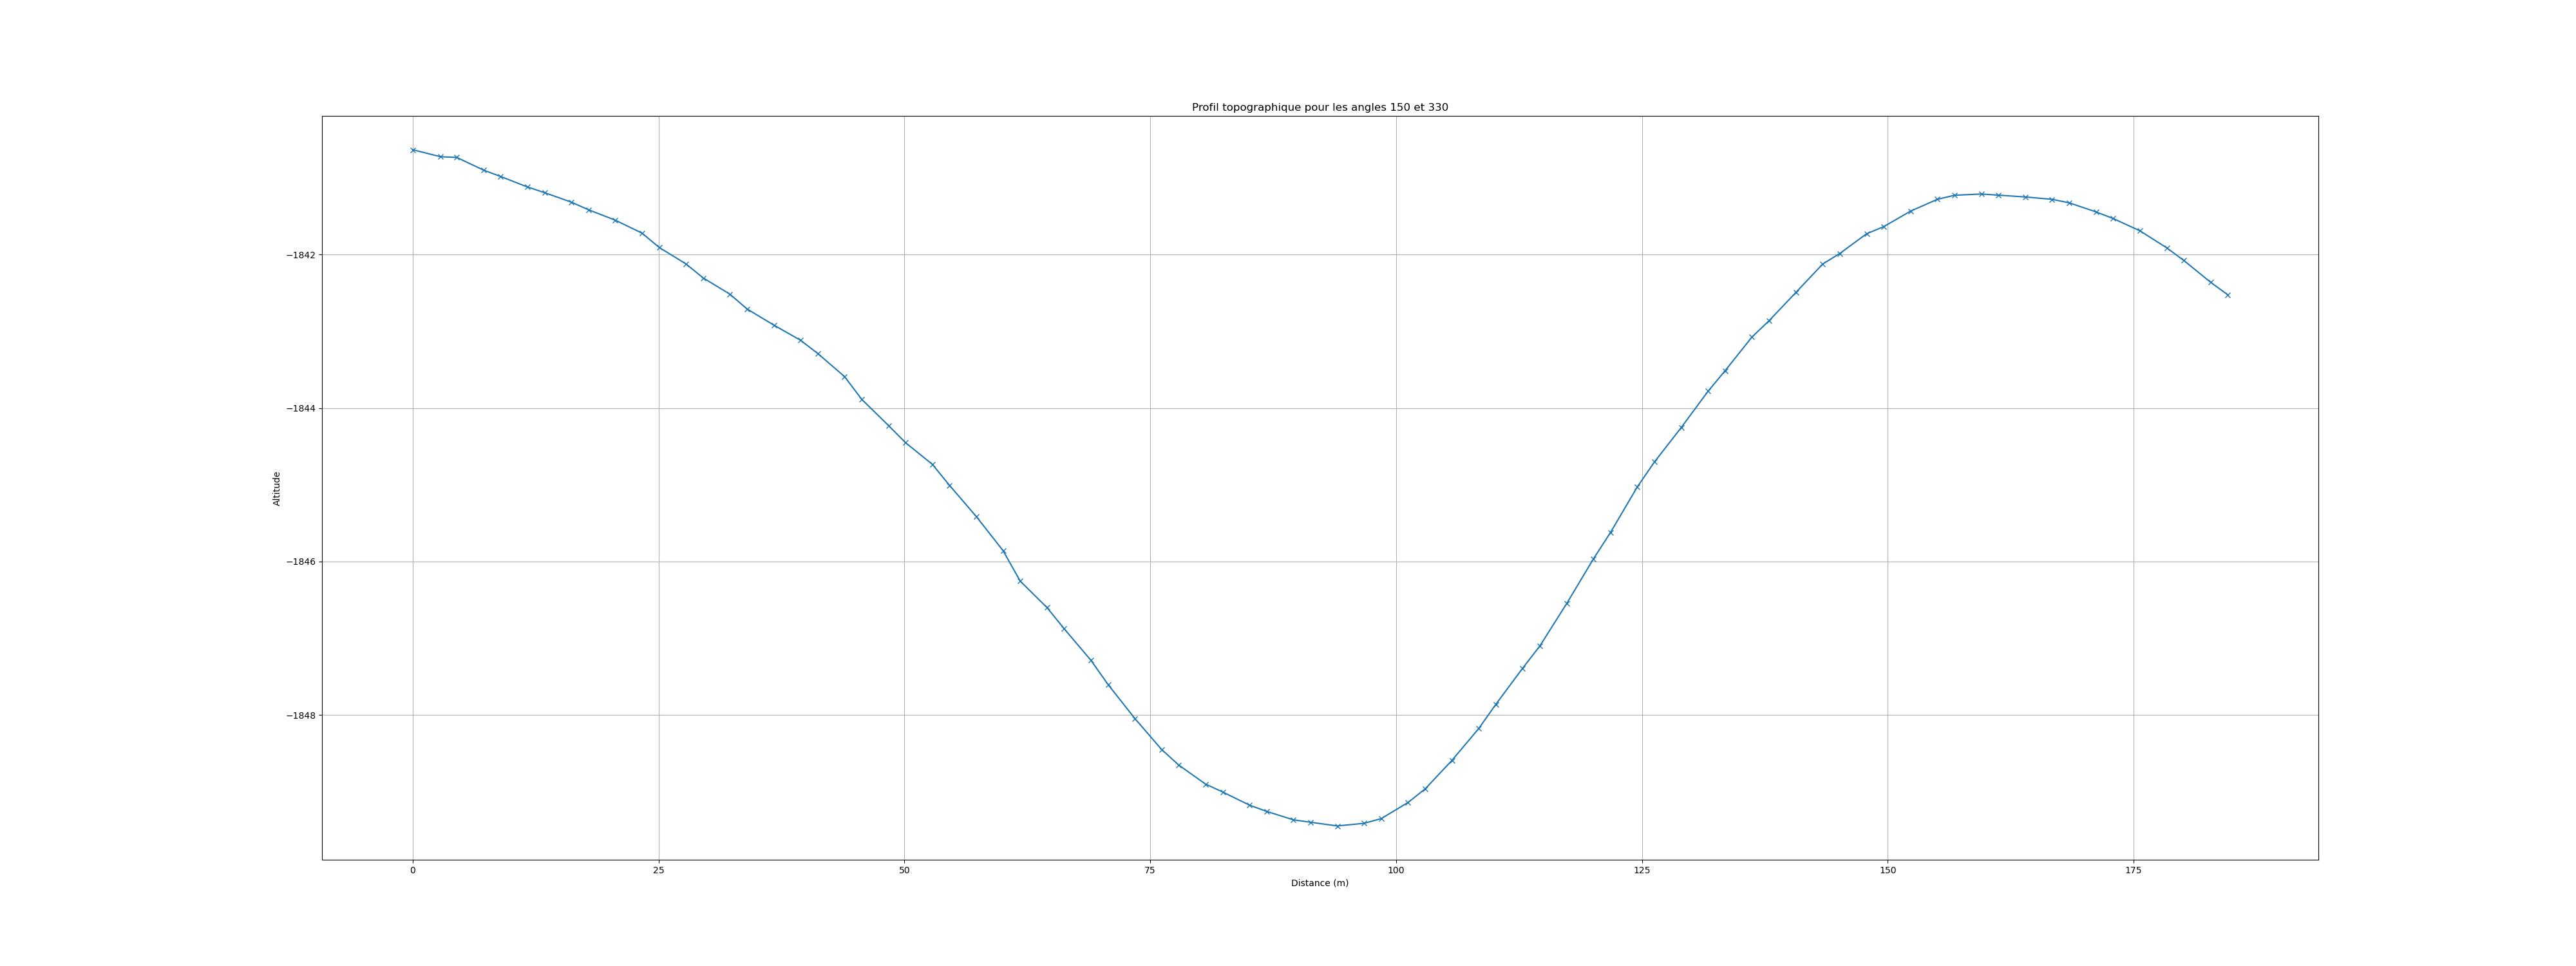 Profil topographique pour les angles 150 et 330
−1842
−1844
−1846
−1848
Altitude
0 25 50 75 100 125 150 175
Distance (m)